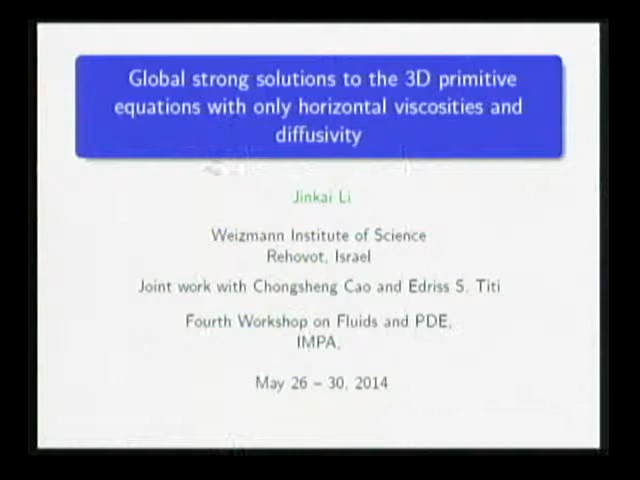 Global strong solutions to the 3D primitive
equations with only horizontal viscosities and
diffusivity
Jinkai Li
Weizmann Institute of Science
Rehovot, Israel
Joint work with Chongsheng Cao and Edriss S. Titi
Fourth Workshop on Fluids and PDE,
IMPA,
May 26 – 30, 2014